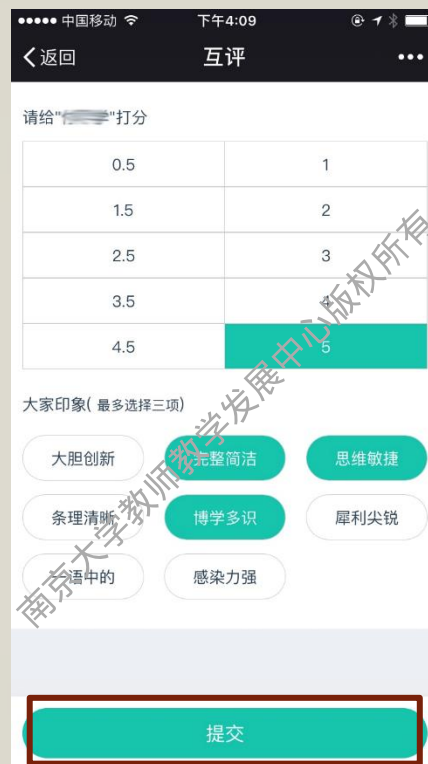 中国移动 下午4:09
返回 互评
请给" "打分
0.5 1
1.5 2
2.5 3
3.5 4
4.5 5
大家印象( 最多选择三项)
大胆创新 完整简洁 思维敏捷
条理清晰 博学多识 犀利尖锐
一语中的 感染力强
提交
南京大学教师教学发展中心版权所有